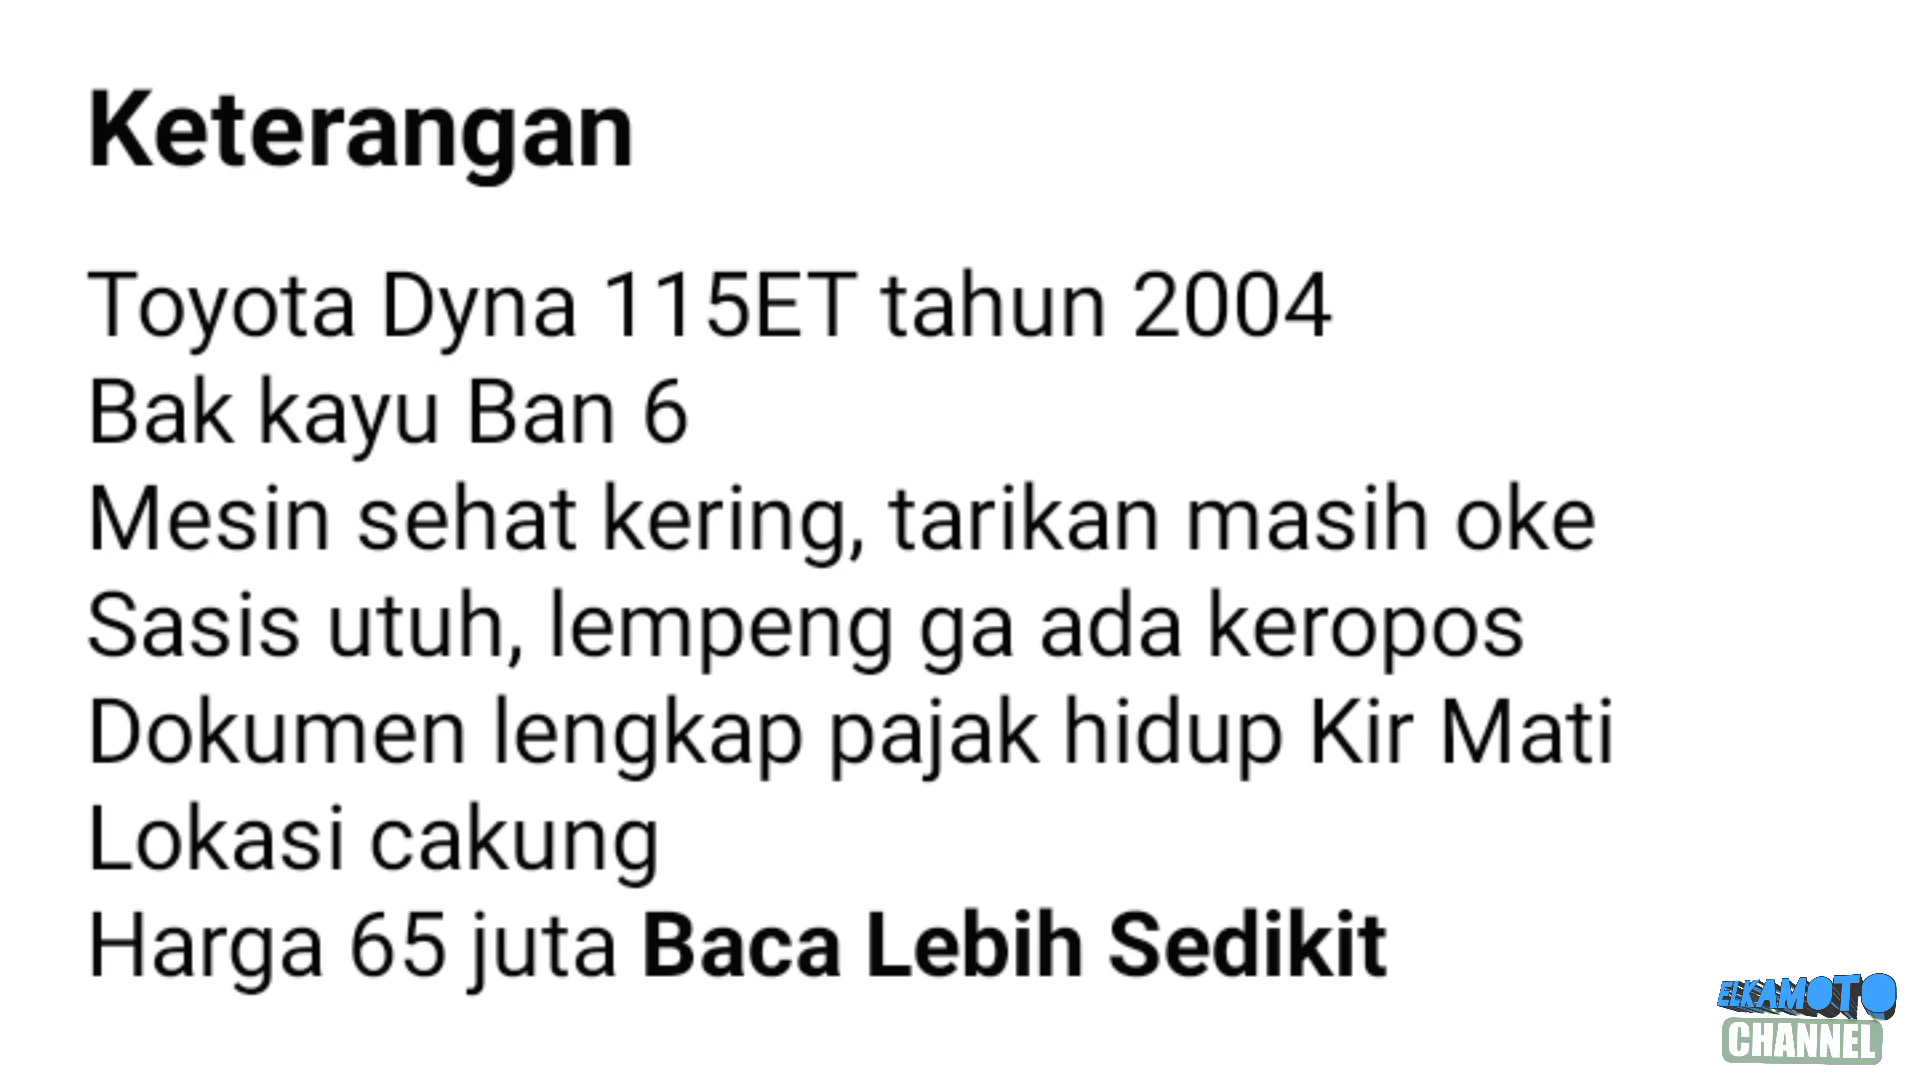 Keterangan
Toyota Dyna 115ET tahun 2004
Bak kayu Ban 6
Mesin sehat kering, tarikan masih oke
Sasis utuh, lempeng ga ada keropos
Dokumen lengkap pajak hidup Kir Mati
Lokasi cakung
Harga 65 juta Baca Lebih Sedikit
ELKAMOTO
CHANNEL